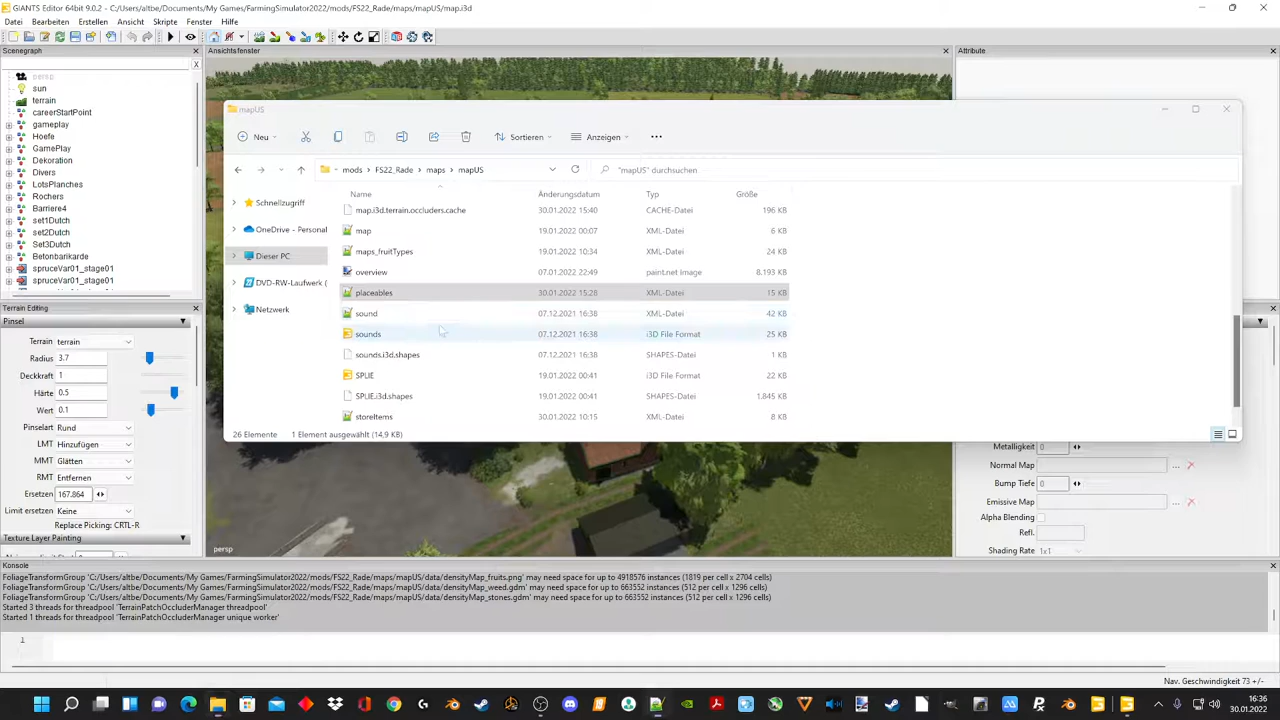 GIANTS Editor 64bit 9.0.2 - C:/Users/altbe/Documents/My Games/FarmingSimulator2022/mods/FS22_Rade/maps/mapUS/map.i3d
Datei Bearbeiten Erstellen Ansicht Skripte Fenster Hilfe
Scenegraph
X
persp
sun
terrain
careerStartPoint
gameplay
Hoefe
GamePlay
Dekoration
Divers
LotsPlanches
Rochers
Barriere4
set1Dutch
set2Dutch
Set3Dutch
Betonbarikade
spruceVar01_stage01
spruceVar01_stage01
Terrain Editing
Pinsel
Terrain terrain
Radius 3.7
Deckkraft 1
Härte 0.5
Wert 0.1
Pinselart Rund
LMT Hinzufügen
MMT Glätten
RMT Entfernen
Ersetzen 167.864
Limit ersetzen Keine
Replace Picking: CRTL-R
Texture Layer Painting
Ansichtsfenster
mapUS
Neu
Sortieren
Anzeigen
mods > FS22_Rade > maps > mapUS
"mapUS" durchsuchen
Schnellzugriff
OneDrive - Personal
Dieser PC
DVD-RW-Laufwerk (
Netzwerk
Name Änderungsdatum Typ Größe
map.i3d.terrain.occluders.cache 30.01.2022 15:40 CACHE-Datei 196 KB
map 19.01.2022 00:07 XML-Datei 6 KB
maps_fruitTypes 19.01.2022 10:34 XML-Datei 24 KB
overview 07.01.2022 22:49 paint.net image 8.193 KB
placeables 30.01.2022 15:28 XML-Datei 15 KB
sound 07.12.2021 16:38 XML-Datei 42 KB
sounds 07.12.2021 16:38 i3D File Format 25 KB
sounds.i3d.shapes 07.12.2021 16:38 SHAPES-Datei 1 KB
SPLIE 19.01.2022 00:41 i3D File Format 22 KB
SPLIE.i3d.shapes 19.01.2022 00:41 SHAPES-Datei 1.845 KB
storeItems 30.01.2022 10:15 XML-Datei 8 KB
26 Elemente 1 Element ausgewählt (14,9 KB)
persp
Attribute
Metalligkeit 0
Normal Map
Bump Tiefe 0
Emissive Map
Alpha Blending
Refl.
Shading Rate 1x1
Konsole
FoliageTransformGroup 'C:/Users/altbe/Documents/My Games/FarmingSimulator2022/mods/FS22_Rade/maps/mapUS/data/densityMap_fruits.png' may need space for up to 4918576 instances (1819 per cell x 2704 cells)
FoliageTransformGroup 'C:/Users/altbe/Documents/My Games/FarmingSimulator2022/mods/FS22_Rade/maps/mapUS/data/densityMap_weed.gdm' may need space for up to 663552 instances (512 per cell x 1296 cells)
FoliageTransformGroup 'C:/Users/altbe/Documents/My Games/FarmingSimulator2022/mods/FS22_Rade/maps/mapUS/data/densityMap_stones.gdm' may need space for up to 663552 instances (512 per cell x 1296 cells)
Started 3 threads for threadpool 'TerrainPatchOccluderManager threadpool'
Started 1 threads for threadpool 'TerrainPatchOccluderManager unique worker'
1
Nav. Geschwindigkeit 73 +/-
16:36
30.01.2022